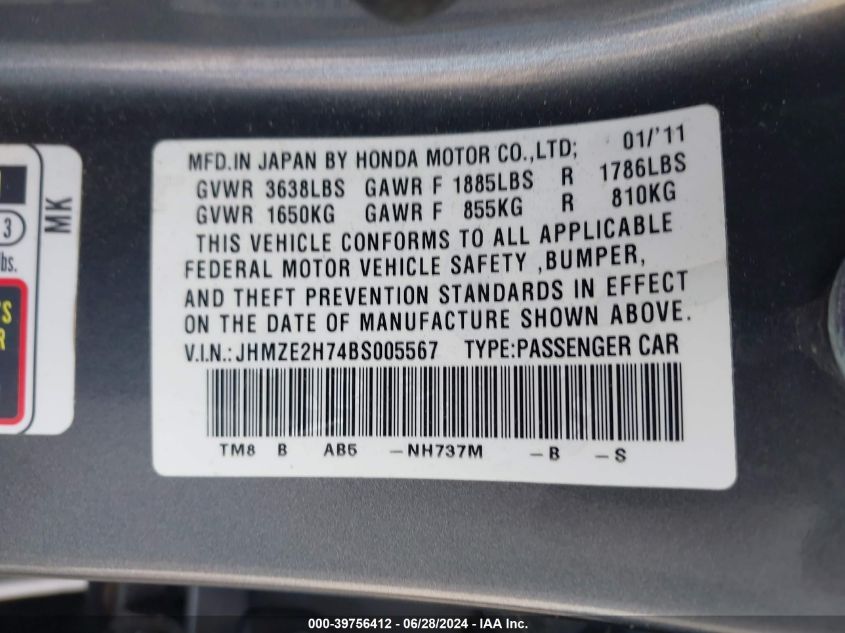 MFD.IN JAPAN BY HONDA MOTOR CO.,LTD; 01/'11
GVWR 3638LBS GAWR F 1885LBS R 1786LBS
GVWR 1650KG GAWR F 855KG R 810KG
THIS VEHICLE CONFORMS TO ALL APPLICABLE
FEDERAL MOTOR VEHICLE SAFETY ,BUMPER,
AND THEFT PREVENTION STANDARDS IN EFFECT
ON THE DATE OF MANUFACTURE SHOWN ABOVE.
V.I.N.:JHMZE2H74BS005567 TYPE:PASSENGER CAR
TM8 B AB5 -NH737M -B -S
MK
3
lbs.
000-39756412 - 06/28/2024 - IAA Inc.